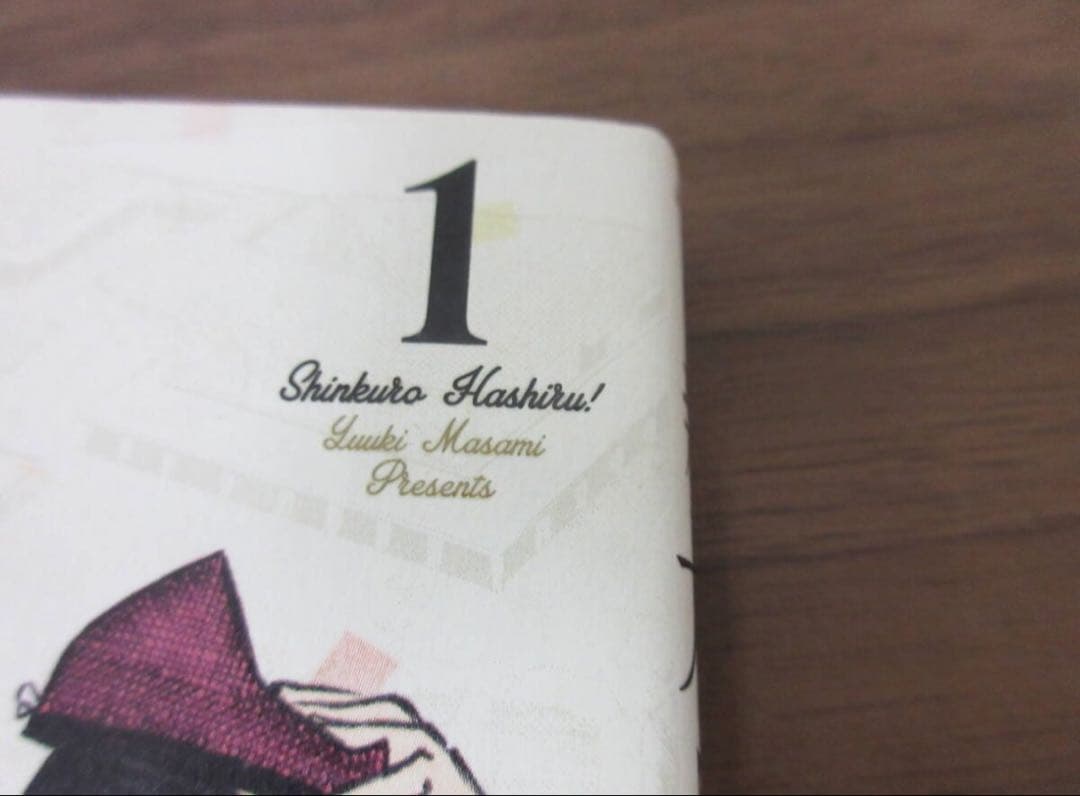 1
Shinkuro Hashiru!
Yuuki Masami
Presents